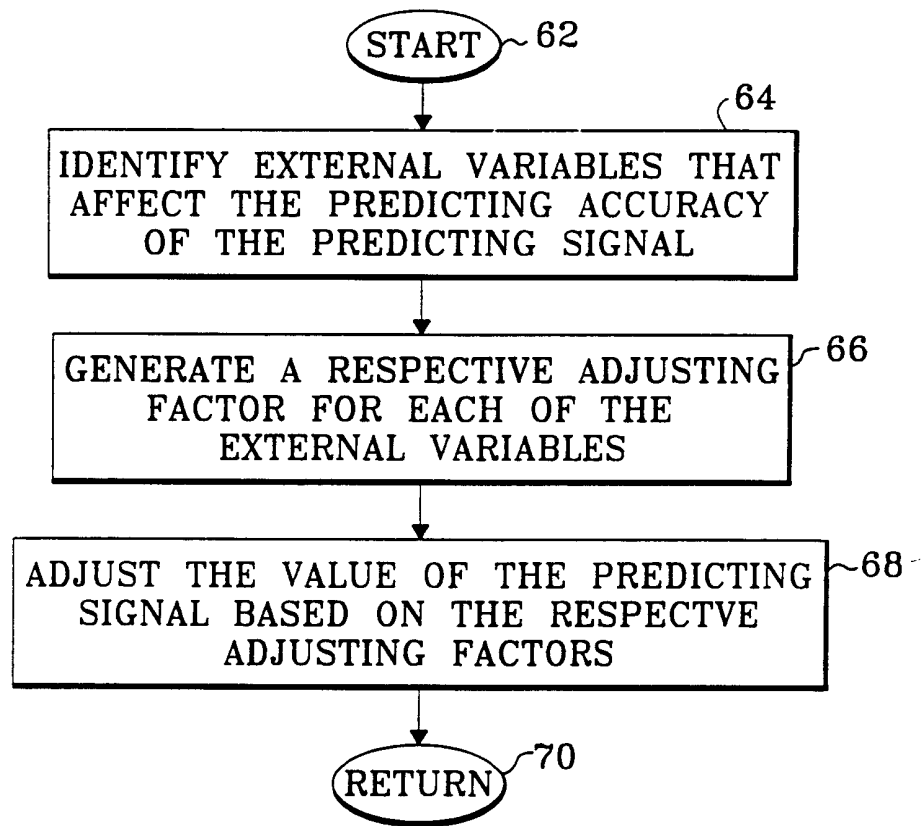 START
62
64
IDENTIFY EXTERNAL VARIABLES THAT
AFFECT THE PREDICTING ACCURACY
OF THE PREDICTING SIGNAL
66
GENERATE A RESPECTIVE ADJUSTING
FACTOR FOR EACH OF THE
EXTERNAL VARIABLES
68
ADJUST THE VALUE OF THE PREDICTING
SIGNAL BASED ON THE RESPECTVE
ADJUSTING FACTORS
70
RETURN